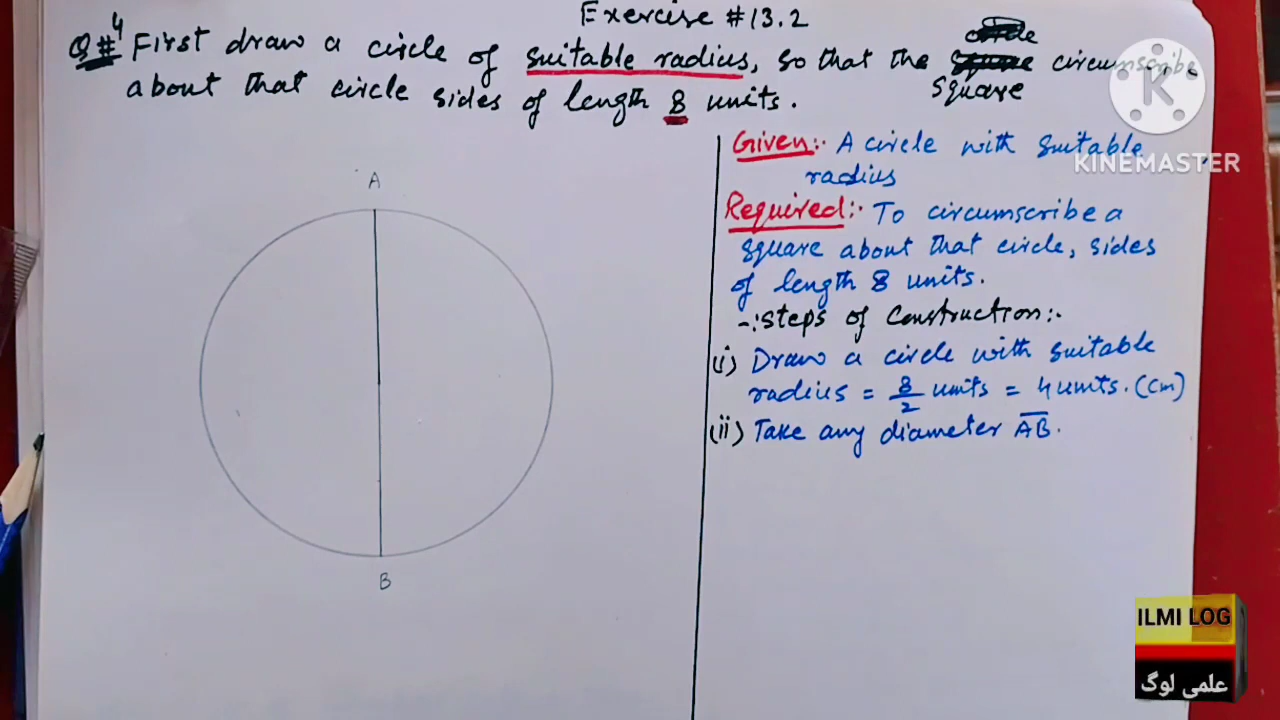 Exercise #13.2
Q#4 First draw a circle of suitable radius, so that the square circumscribe
about that circle sides of length 8 units.
Given:- A circle with suitable
radius
Required:- To circumscribe a
square about that circle, sides
of length 8 units.
-:Steps of Construction:-
(i) Draw a circle with suitable
radius = 8/2 units = 4 units. (cm)
(ii) Take any diameter A̅B̅.
A
B
K
KINEMASTER
ILMI LOG
علمی لوگ